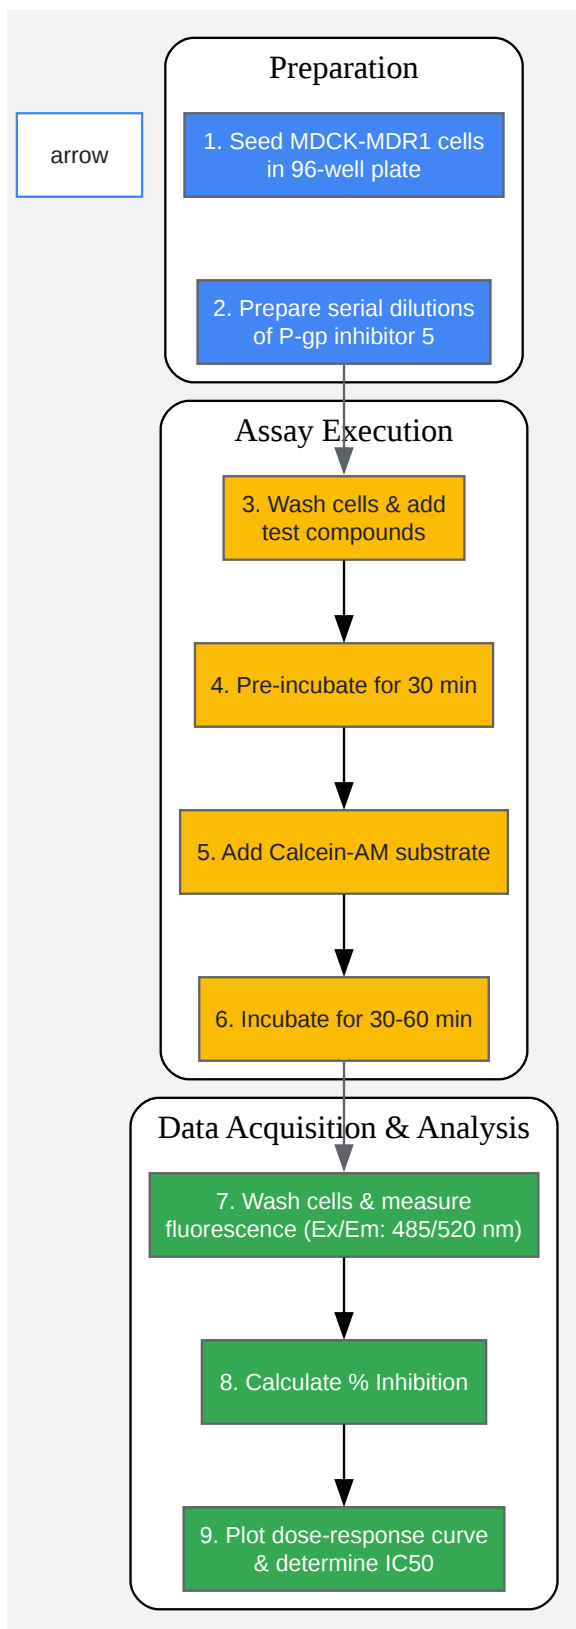 Preparation
arrow
1. Seed MDCK-MDR1 cells
in 96-well plate
2. Prepare serial dilutions
of P-gp inhibitor 5
Assay Execution
3. Wash cells & add
test compounds
4. Pre-incubate for 30 min
5. Add Calcein-AM substrate
6. Incubate for 30-60 min
Data Acquisition & Analysis
7. Wash cells & measure
fluorescence (Ex/Em: 485/520 nm)
8. Calculate % Inhibition
9. Plot dose-response curve
& determine IC50